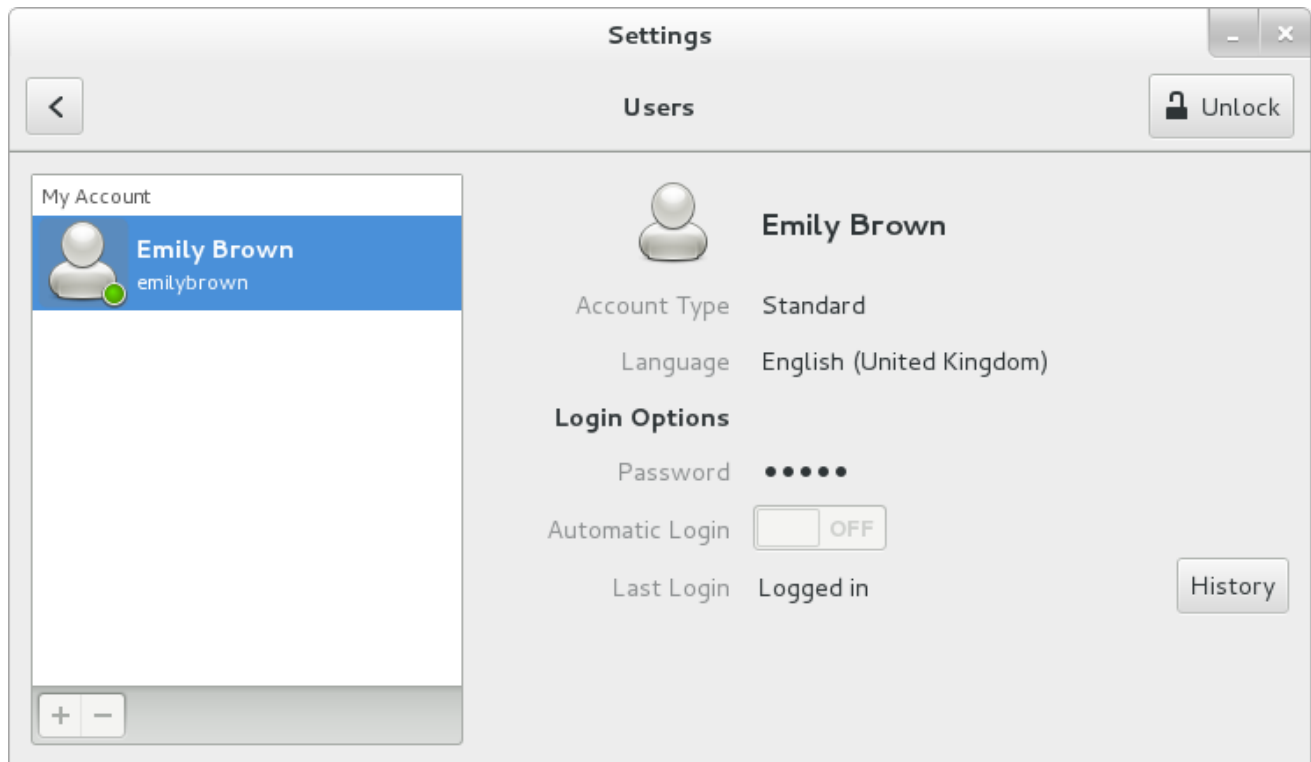 Settings
Users
Unlock
My Account
Emily Brown
emilybrown
Emily Brown
Account Type Standard
Language English (United Kingdom)
Login Options
Password •••••
Automatic Login OFF
Last Login Logged in
History